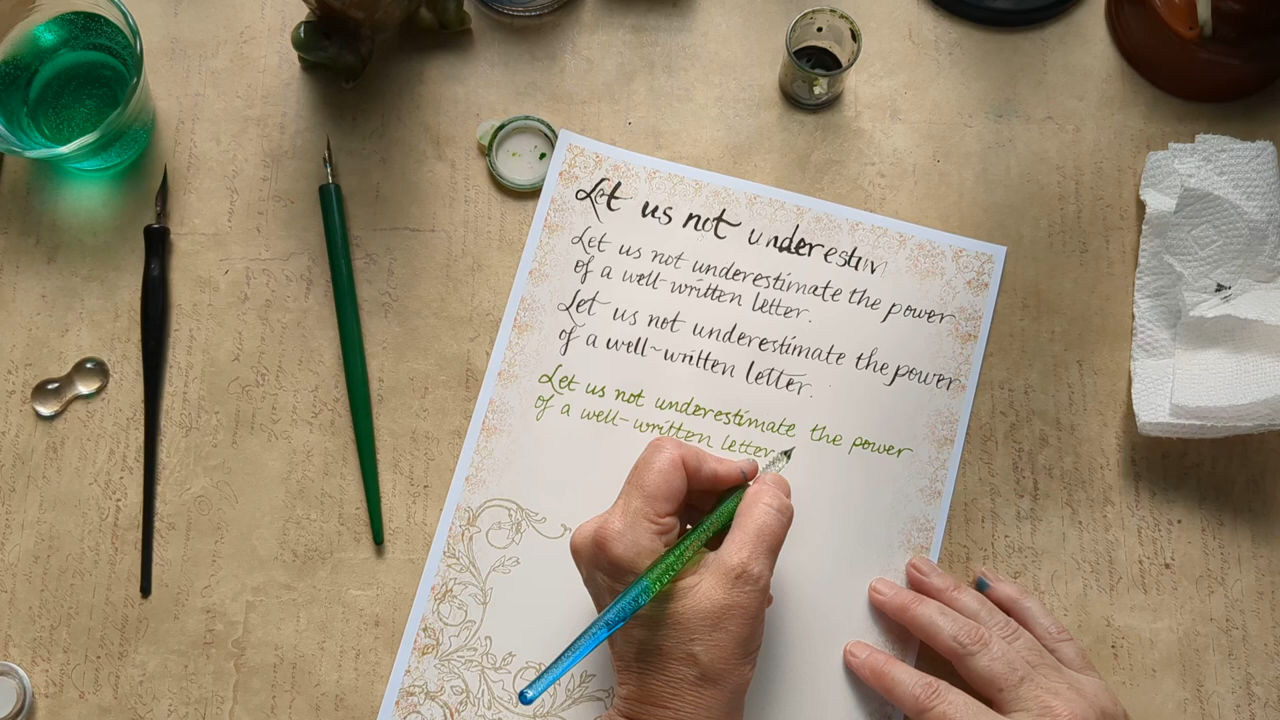 Let us not underestim
Let us not underestimate the power
of a well-written letter.
Let us not underestimate the power
of a well-written letter.
Let us not underestimate the power
of a well-written letter